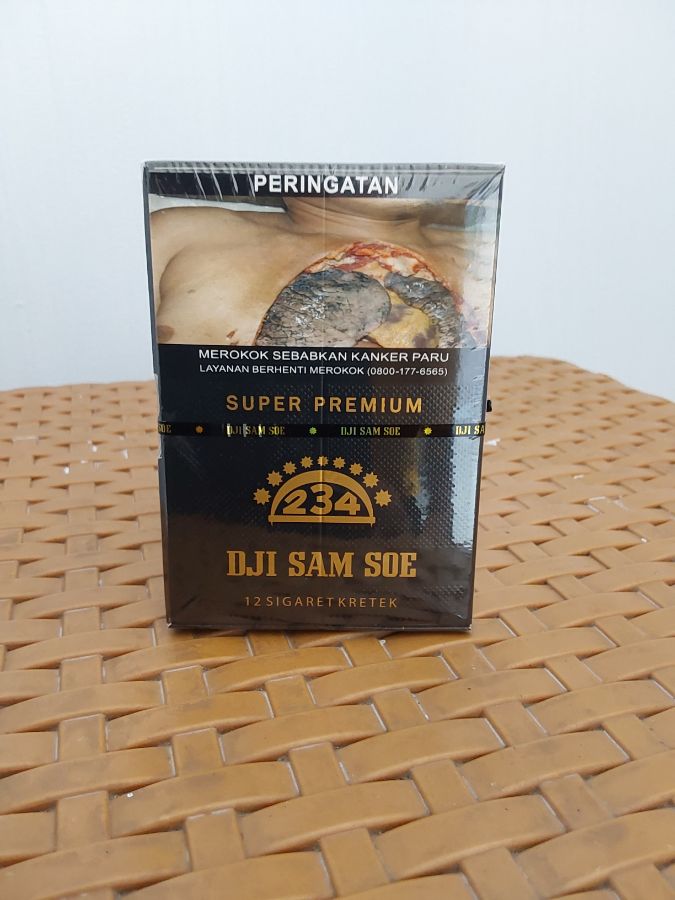 PERINGATAN
MEROKOK SEBABKAN KANKER PARU
LAYANAN BERHENTI MEROKOK (0800-177-6565)
SUPER PREMIUM
SOE DJI SAM SOE DJI SAM SOE DJI SA
234
DJI SAM SOE
12 SIGARET KRETEK